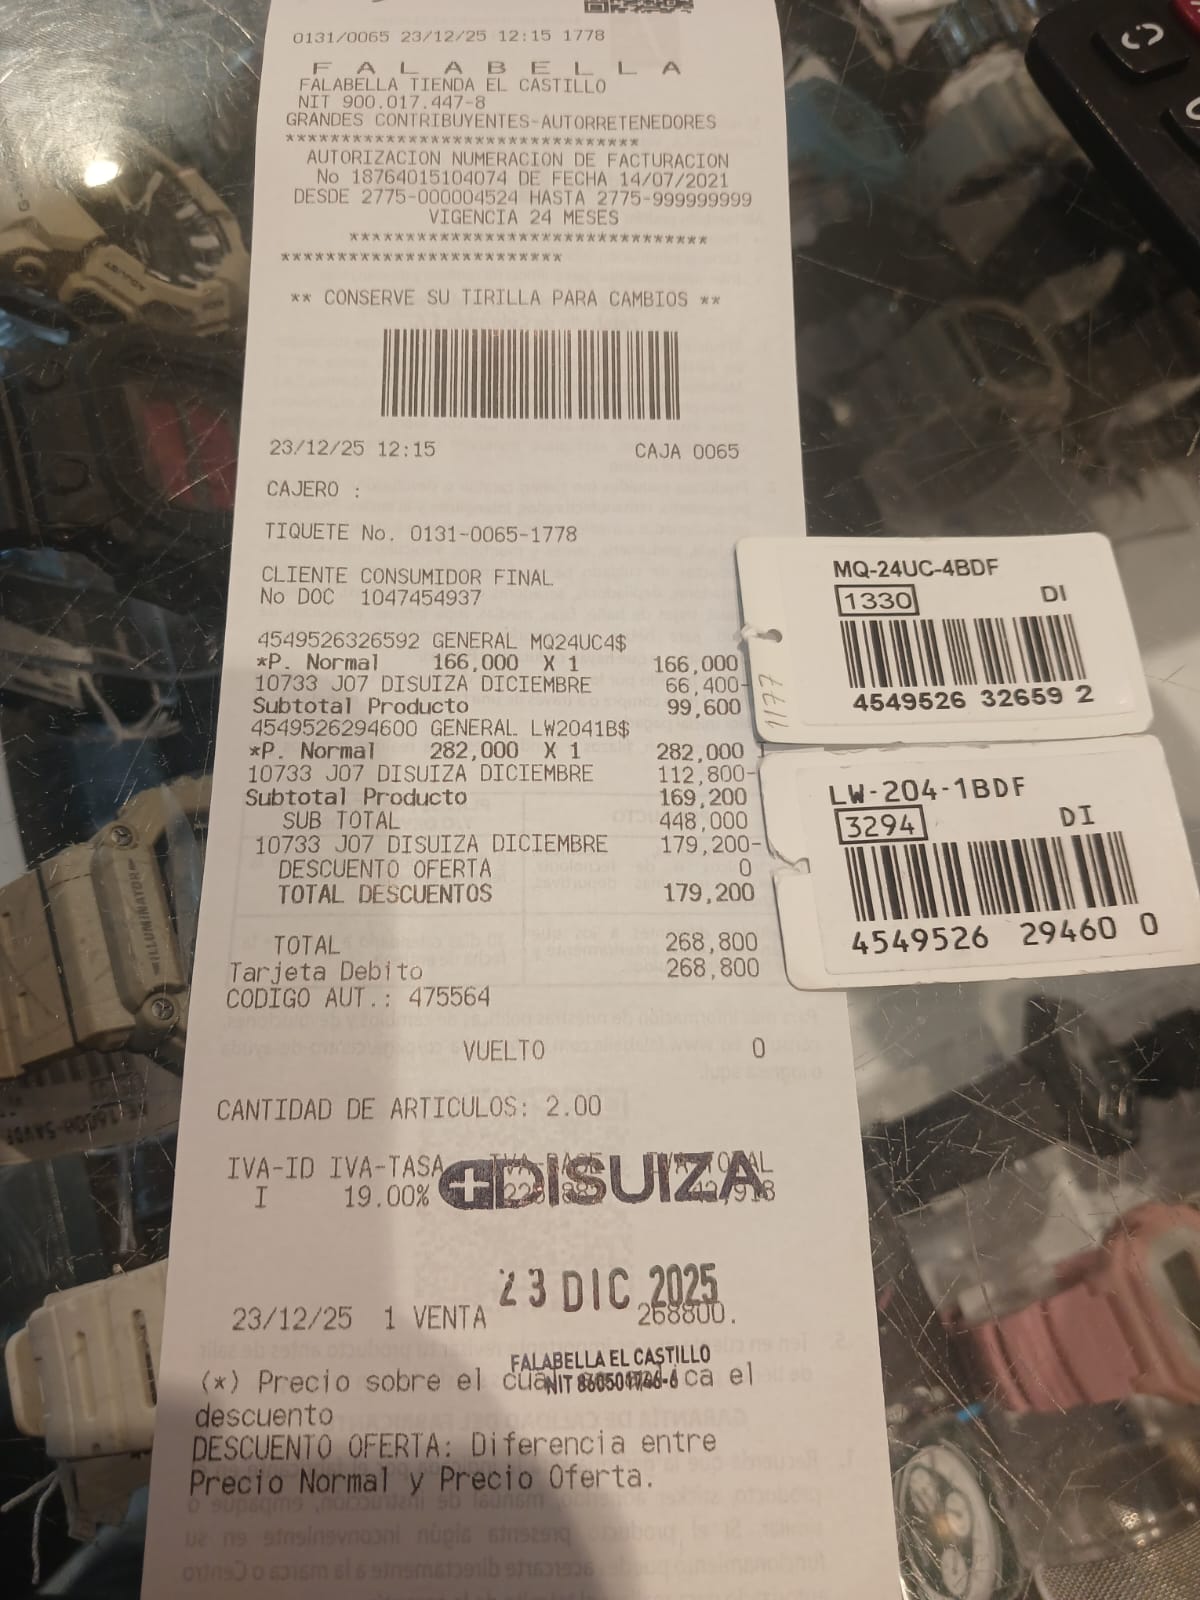 0131/0065 23/12/25 12:15 1778
F A L A B E L L A
FALABELLA TIENDA EL CASTILLO
NIT 900.017.447-8
GRANDES CONTRIBUYENTES-AUTORRETENEDORES
*******************************
AUTORIZACION NUMERACION DE FACTURACION
No 18764015104074 DE FECHA 14/07/2021
DESDE 2775-000004524 HASTA 2775-999999999
VIGENCIA 24 MESES
********************************
*************************
** CONSERVE SU TIRILLA PARA CAMBIOS **
23/12/25 12:15 CAJA 0065
CAJERO :
TIQUETE No. 0131-0065-1778
CLIENTE CONSUMIDOR FINAL
No DOC 1047454937
4549526326592 GENERAL MQ24UC4$
*P. Normal 166,000 X 1 166,000
10733 J07 DISUIZA DICIEMBRE 66,400-
Subtotal Producto 99,600
4549526294600 GENERAL LW2041B$
*P. Normal 282,000 X 1 282,000
10733 J07 DISUIZA DICIEMBRE 112,800-
Subtotal Producto 169,200
SUB TOTAL 448,000
10733 J07 DISUIZA DICIEMBRE 179,200-
DESCUENTO OFERTA 0
TOTAL DESCUENTOS 179,200
TOTAL 268,800
Tarjeta Debito 268,800
CODIGO AUT.: 475564
VUELTO 0
CANTIDAD DE ARTICULOS: 2.00
IVA-ID IVA-TASA
I 19.00%
DISUIZA
23 DIC 2025
23/12/25 1 VENTA 268800.
FALABELLA EL CASTILLO
(*) Precio sobre el ca el
NIT
descuento
DESCUENTO OFERTA: Diferencia entre
Precio Normal y Precio Oferta.
MQ-24UC-4BDF
1330 DI
4549526 32659 2
1177
LW-204-1BDF
3294 DI
4549526 29460 0
ILLUMINATOR